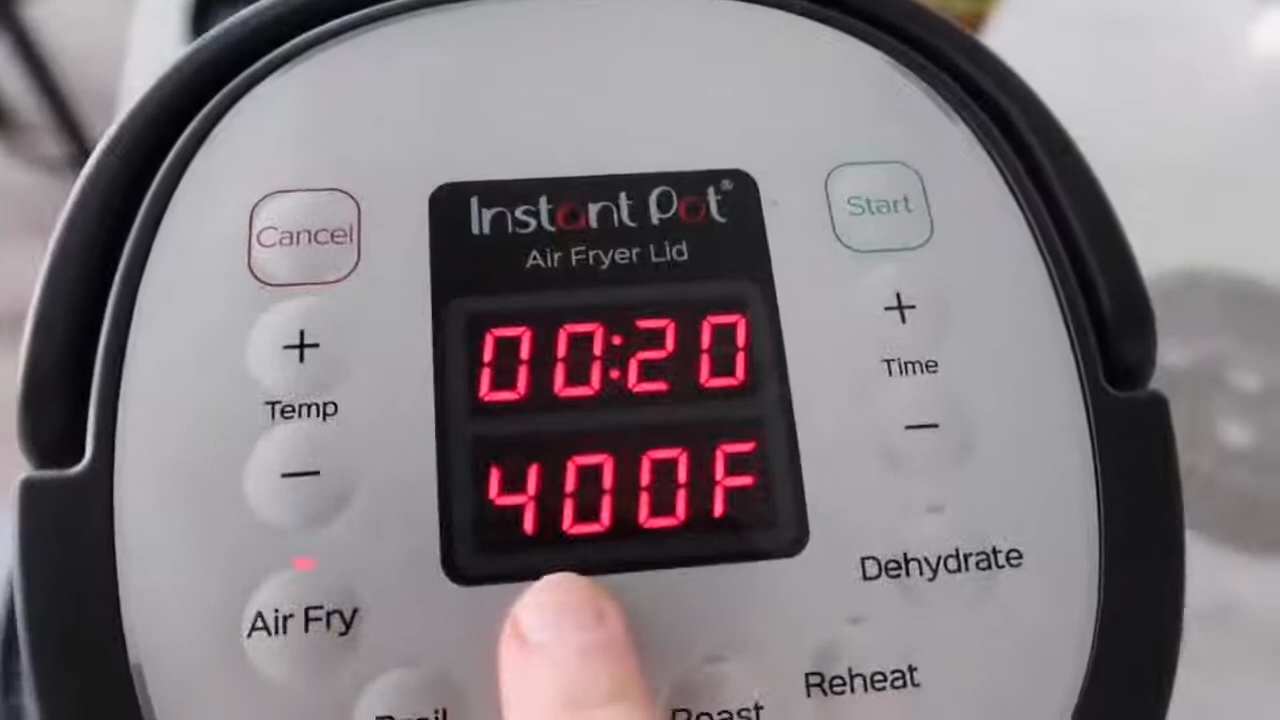 Instant Pot®
Air Fryer Lid
Cancel
Start
00:20
+
+
Temp
Time
−
−
400F
Air Fry
Dehydrate
Reheat
Broil
Roast